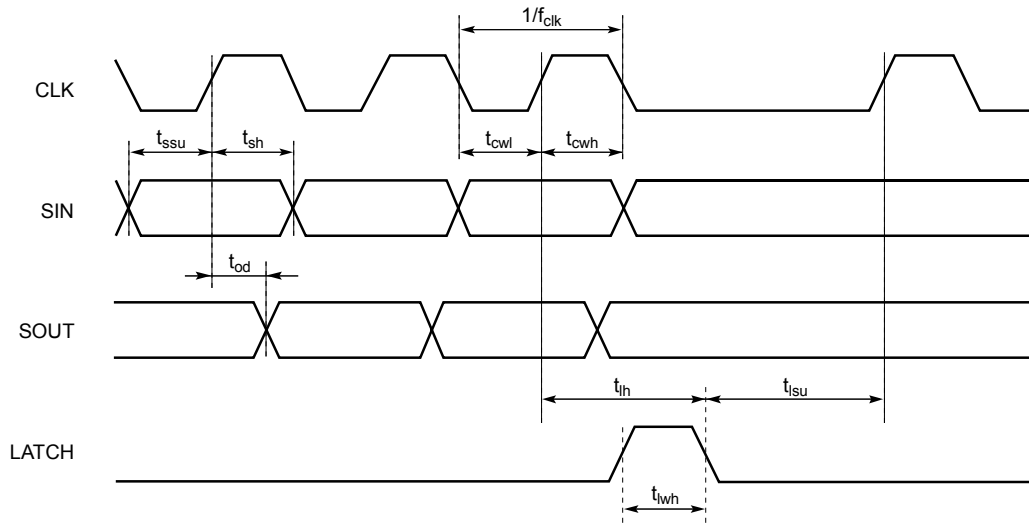 1/fclk
CLK
tssu
tsh
tcwl
tcwh
SIN
tod
SOUT
tlh
tlsu
LATCH
tlwh